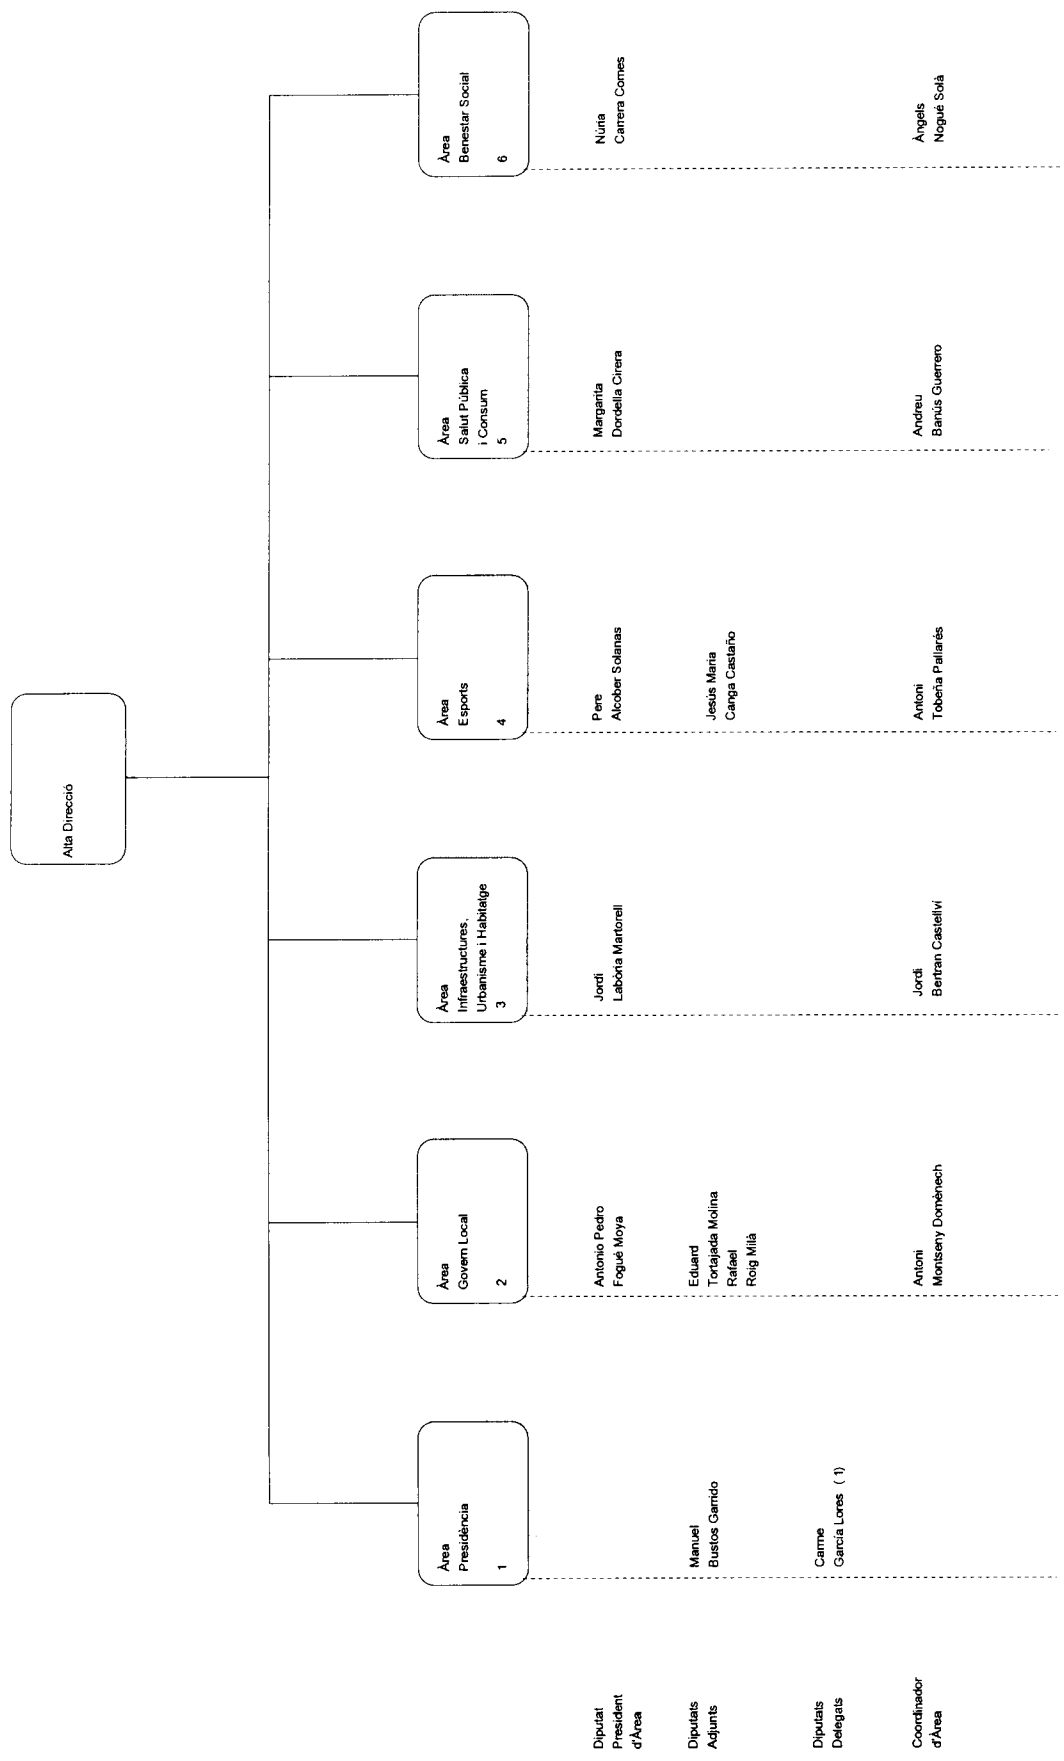 Alta Direcció
Àrea
Presidència
1
Àrea
Govern Local
2
Àrea
Infraestructures,
Urbanisme i Habitatge
3
Àrea
Esports
4
Àrea
Salut Pública
i Consum
5
Àrea
Benestar Social
6
Diputat
President
d'Àrea
Antonio Pedro
Fogué Moya
Jordi
Labòria Martorell
Pere
Alcober Solanas
Margarita
Dordella Cirera
Núria
Carrera Comes
Diputats
Adjunts
Manuel
Bustos Garrido
Eduard
Tortajada Molina
Rafael
Roig Milà
Jesús Maria
Canga Castaño
Diputats
Delegats
Carme
García Lores ( 1)
Coordinador
d'Àrea
Antoni
Montseny Domènech
Jordi
Bertran Castellví
Antoni
Tobeña Pallarés
Andreu
Banús Guerrero
Àngels
Nogué Solà